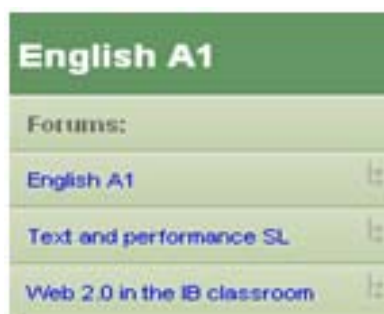 English A1
Forums:
English A1
Text and performance SL
Web 2.0 in the IB classroom